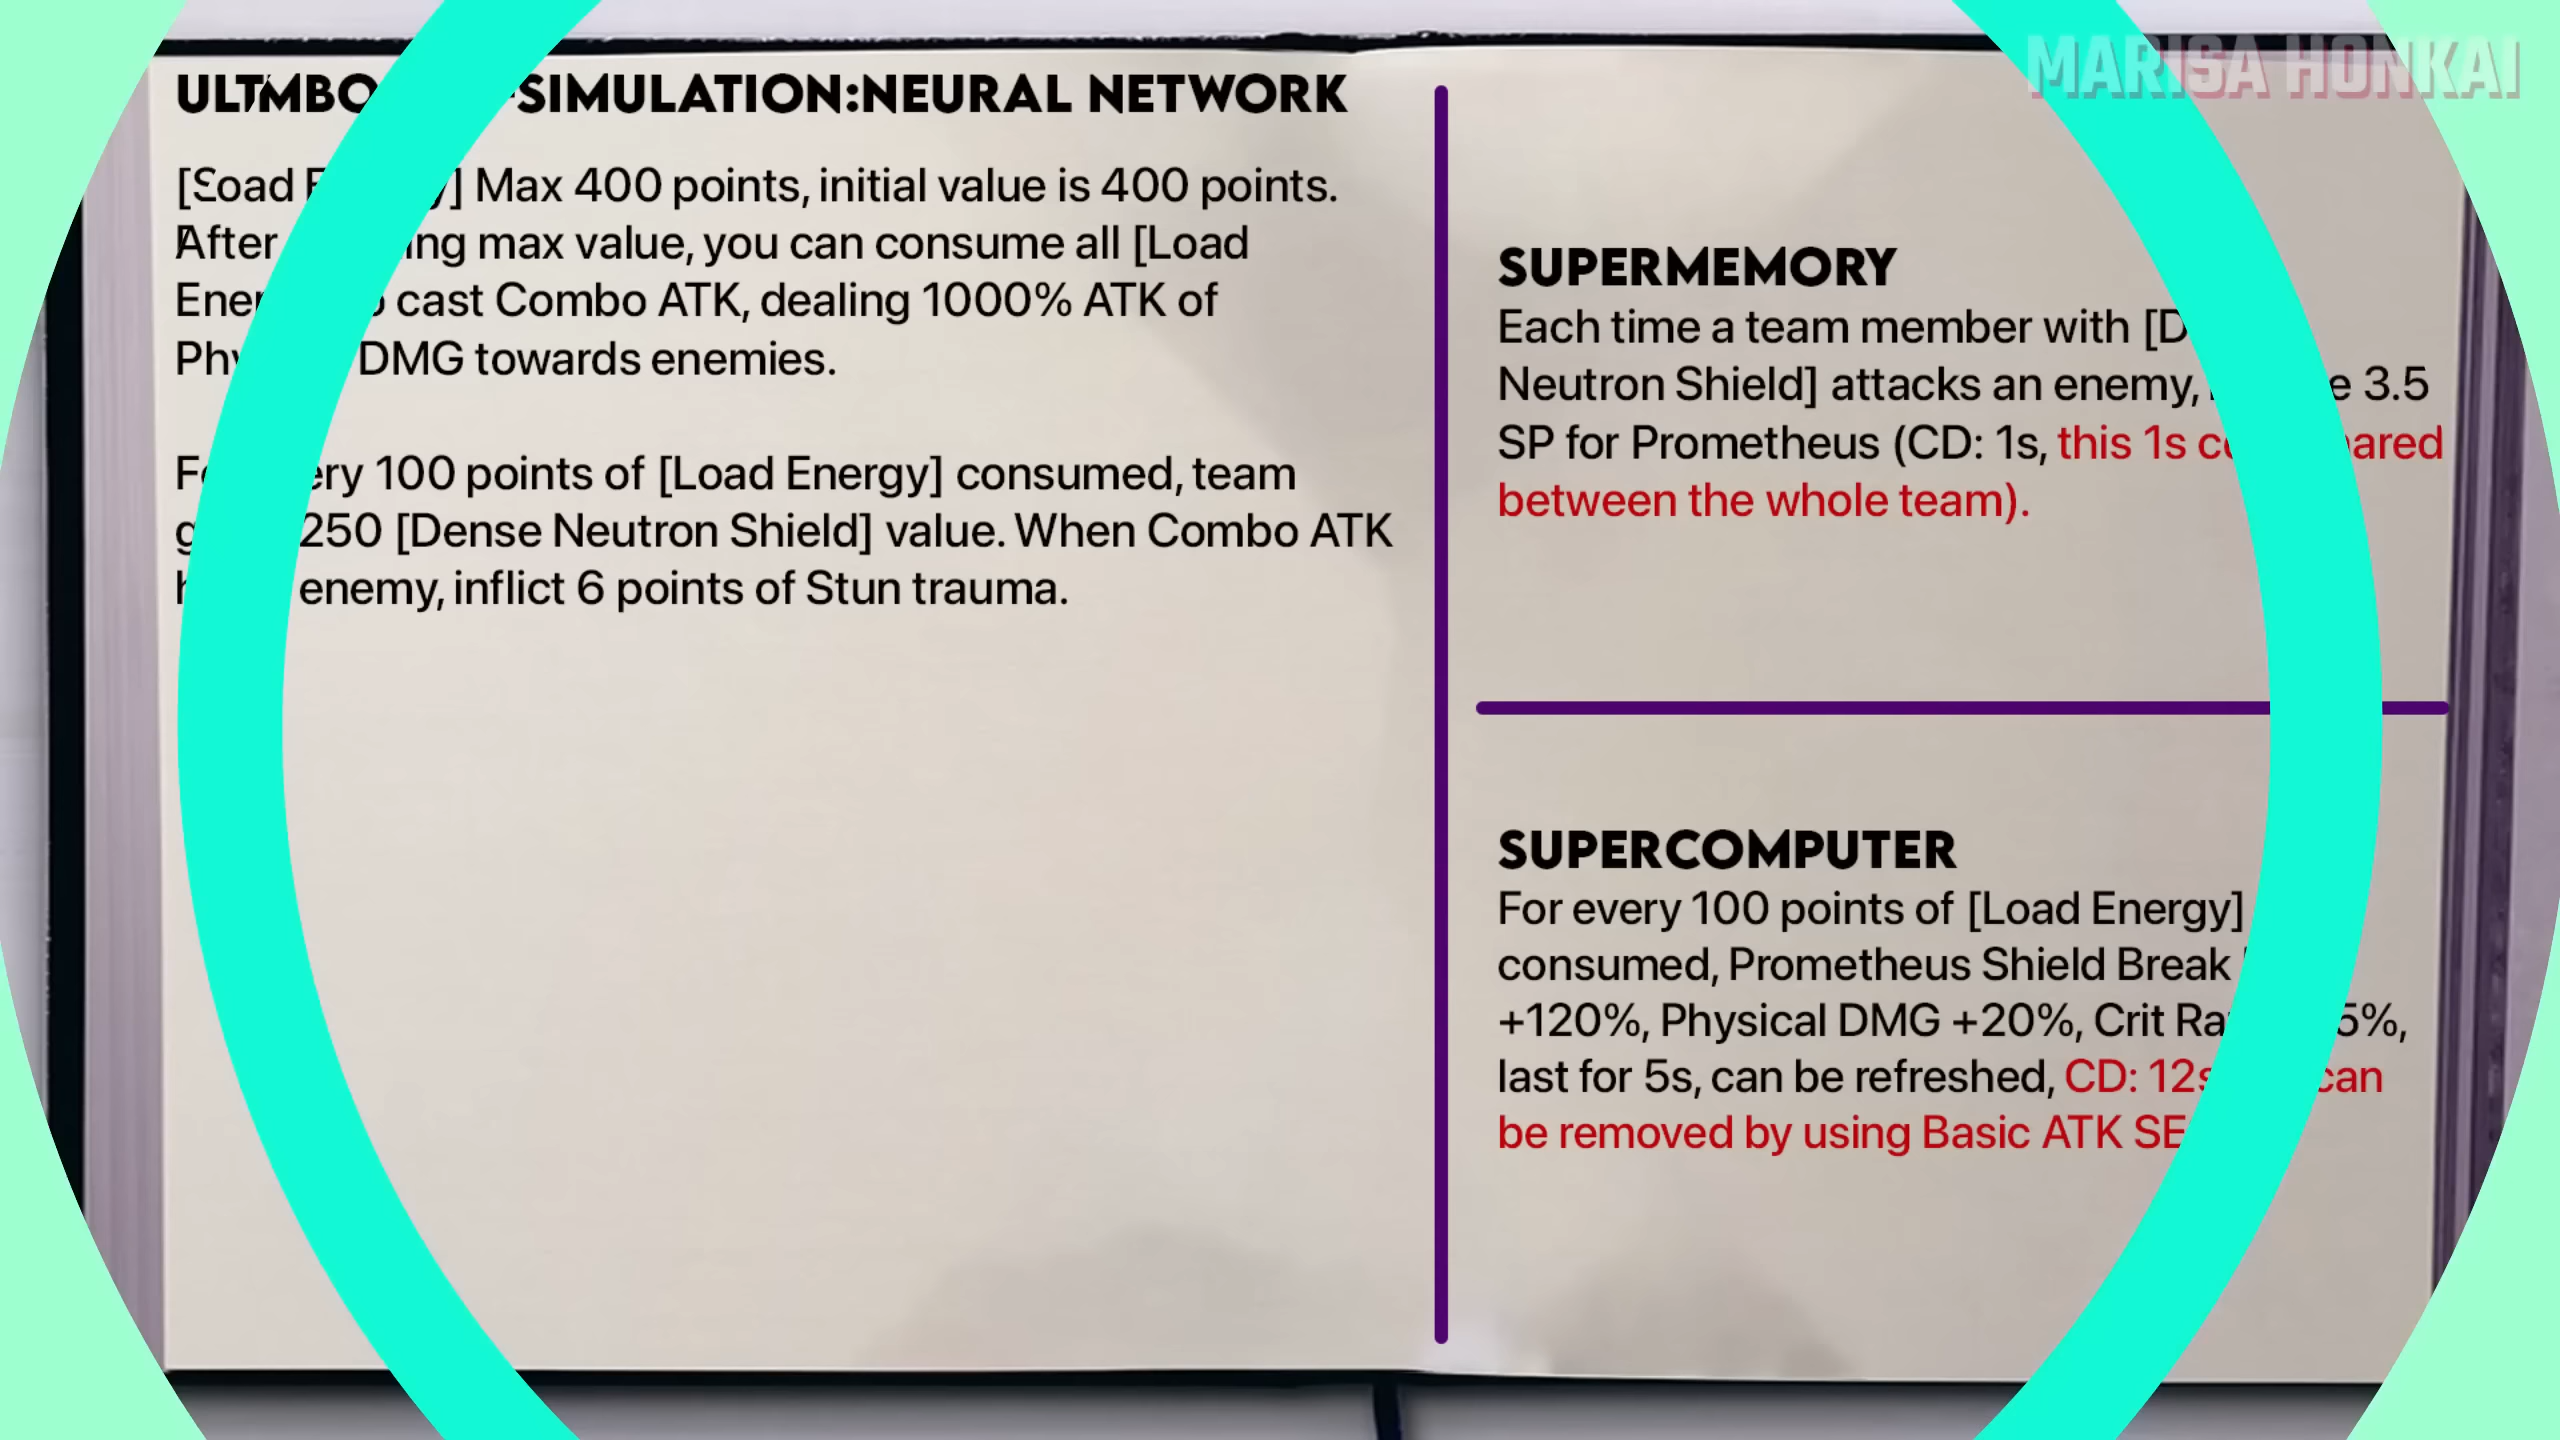 MARISA HONKAI
SIMULATION:NEURAL NETWORK
Max 400 points, initial value is 400 points.
After max value, you can consume all [Load
cast Combo ATK, dealing 1000% ATK of
DMG towards enemies.
100 points of [Load Energy] consumed, team
250 [Dense Neutron Shield] value. When Combo ATK
enemy, inflict 6 points of Stun trauma.
SUPERMEMORY
Each time a team member with
Neutron Shield] attacks an enemy, 3.5
SP for Prometheus (CD: 1s, this 1s
between the whole team).
SUPERCOMPUTER
For every 100 points of [Load Energy]
consumed, Prometheus Shield Break
+120%, Physical DMG +20%, Crit
last for 5s, can be refreshed, CD: 12s can
be removed by using Basic ATK